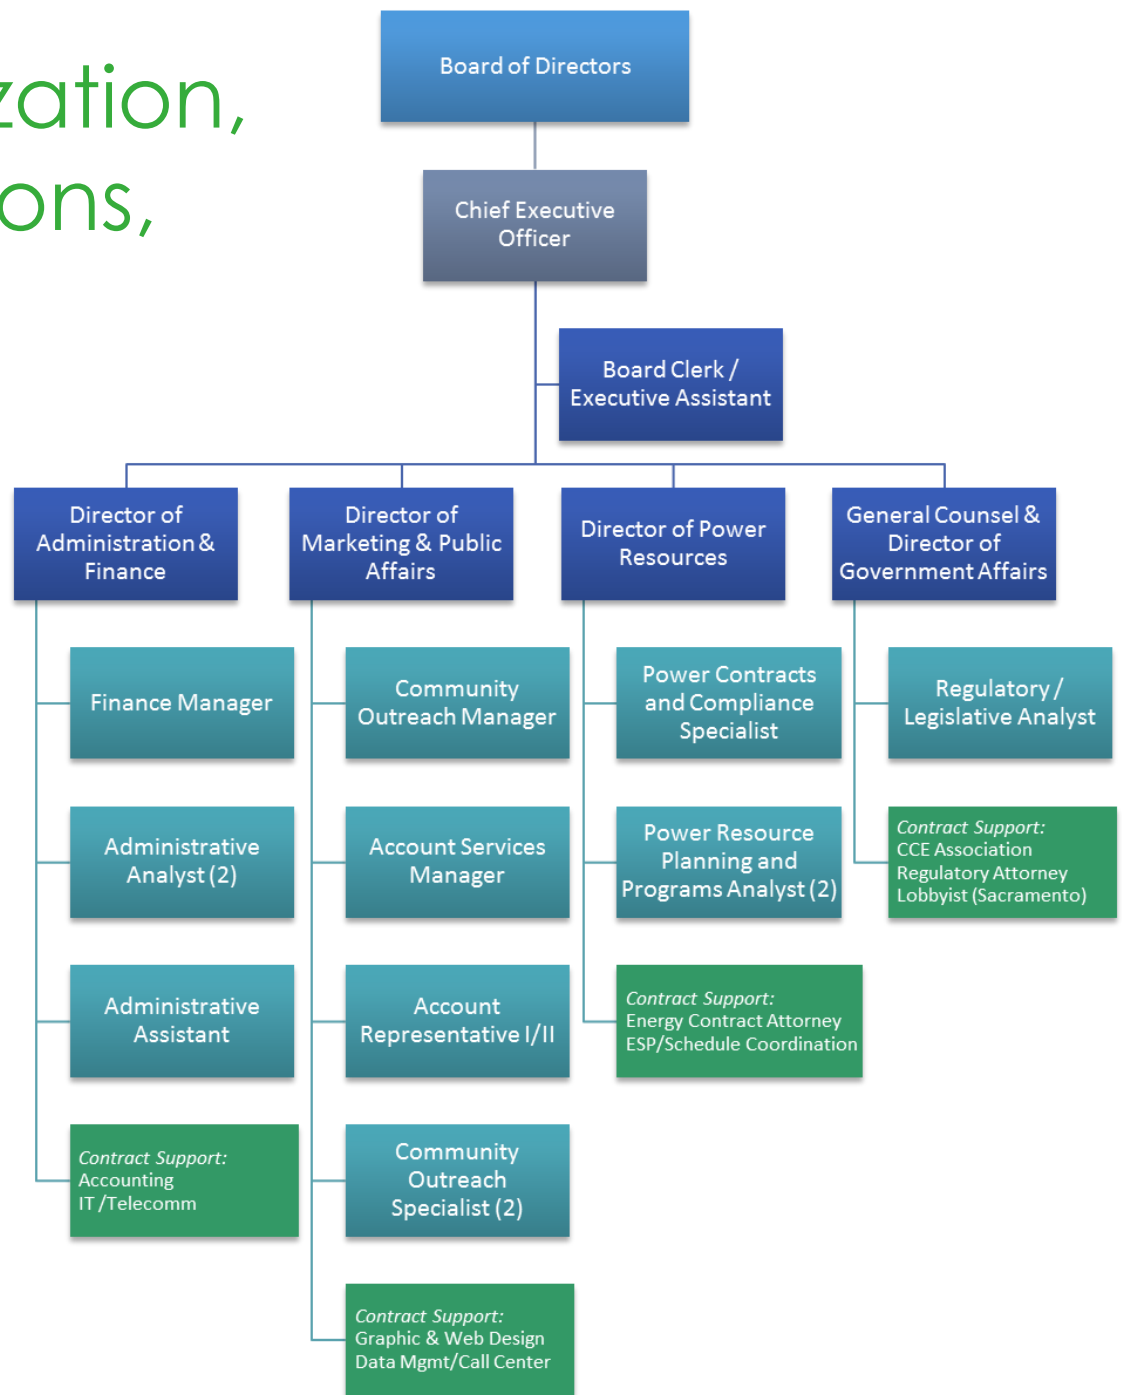 zation,
ons,
Board of Directors
Chief Executive
Officer
Board Clerk /
Executive Assistant
Director of
Administration &
Finance
Director of
Marketing & Public
Affairs
Director of Power
Resources
General Counsel &
Director of
Government Affairs
Finance Manager
Administrative
Analyst (2)
Administrative
Assistant
Contract Support:
Accounting
IT /Telecomm
Community
Outreach Manager
Account Services
Manager
Account
Representative I/II
Community
Outreach
Specialist (2)
Contract Support:
Graphic & Web Design
Data Mgmt/Call Center
Power Contracts
and Compliance
Specialist
Power Resource
Planning and
Programs Analyst (2)
Contract Support:
Energy Contract Attorney
ESP/Schedule Coordination
Regulatory /
Legislative Analyst
Contract Support:
CCE Association
Regulatory Attorney
Lobbyist (Sacramento)